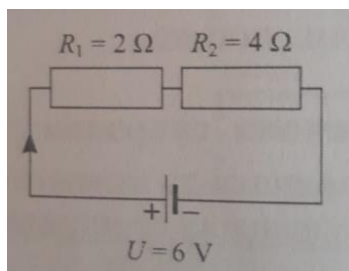 R₁ = 2 Ω R₂ = 4 Ω
+ −
U = 6 V